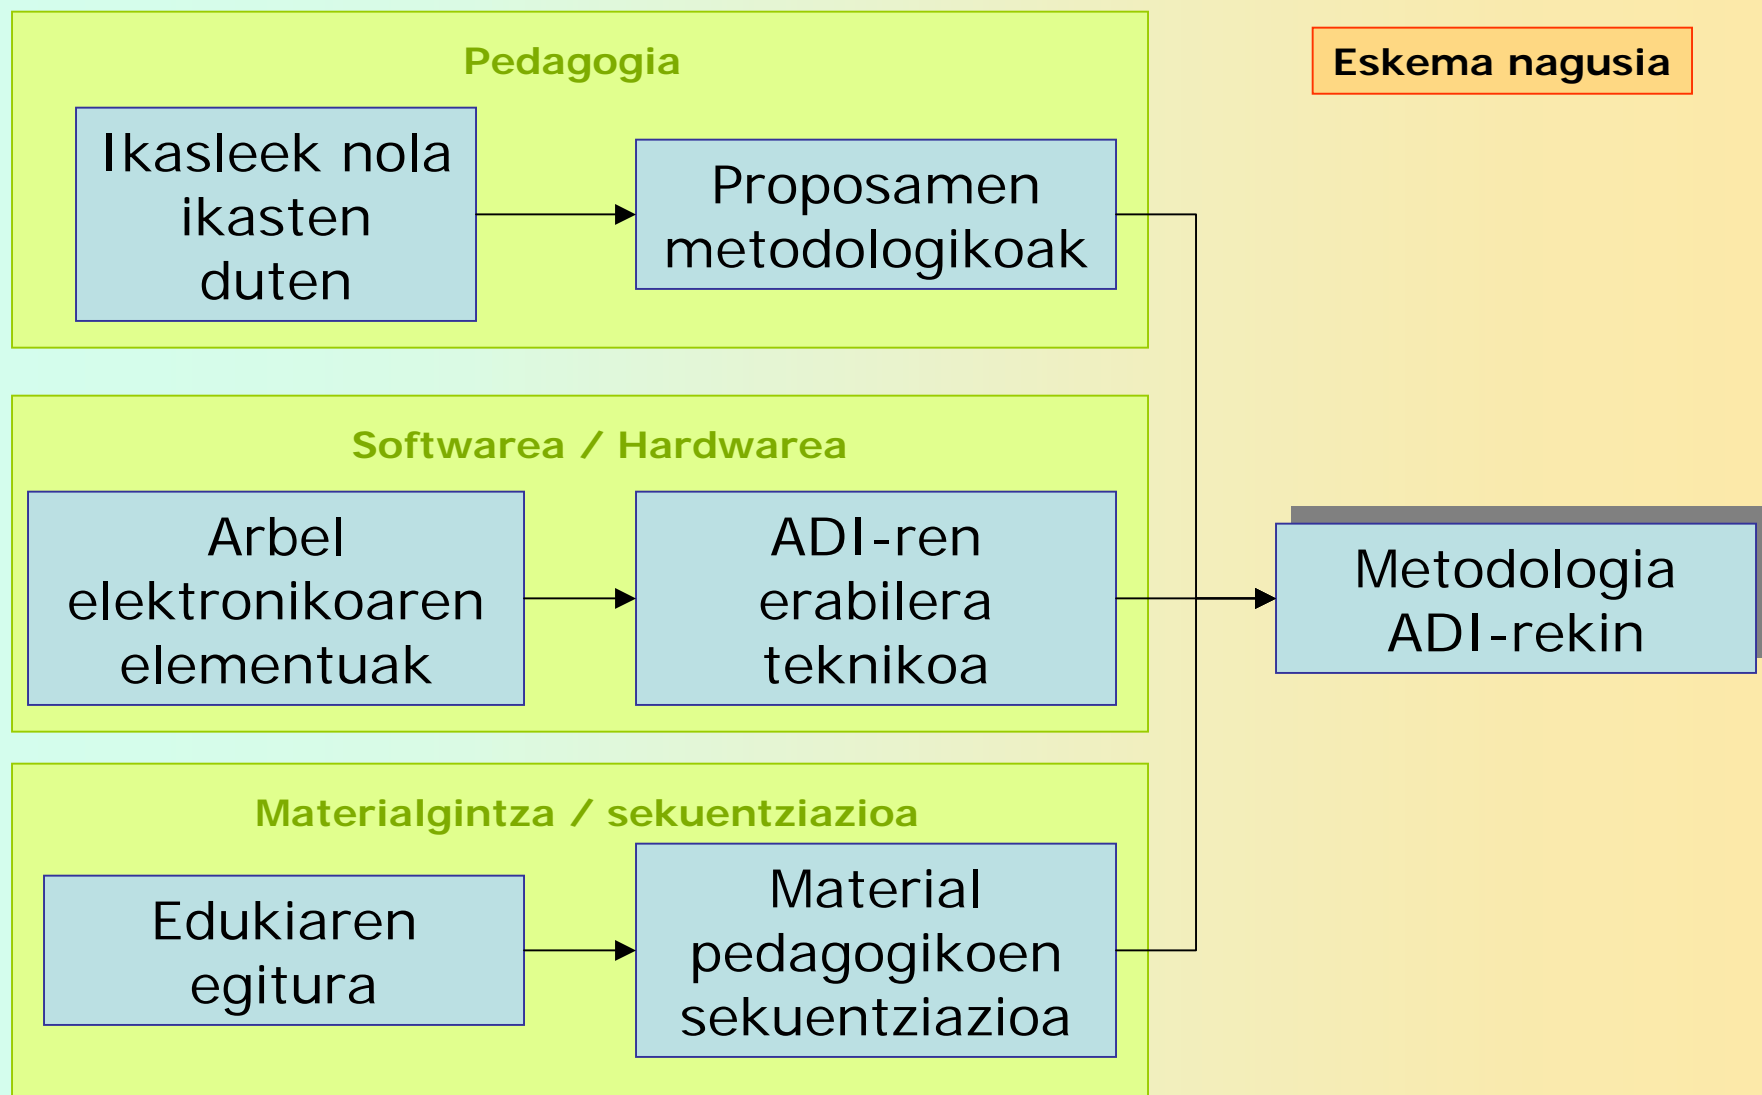 Pedagogia
Eskema nagusia
Ikasleek nola
ikasten
duten
Proposamen
metodologikoak
Softwarea / Hardwarea
Arbel
elektronikoaren
elementuak
ADI-ren
erabilera
teknikoa
Metodologia
ADI-rekin
Materialgintza / sekuentziazioa
Edukiaren
egitura
Material
pedagogikoen
sekuentziazioa